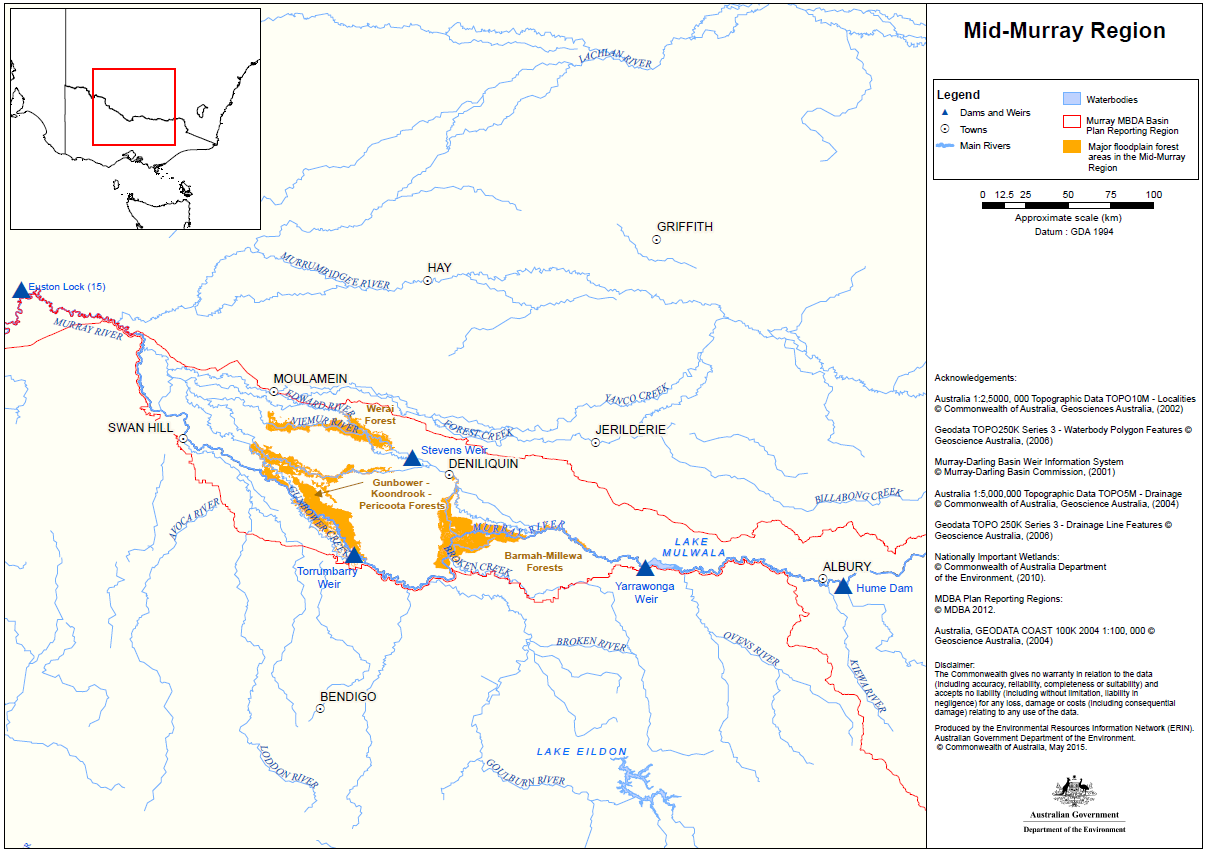 Mid-Murray Region
Legend
Dams and Weirs
Towns
Main Rivers
Waterbodies
Murray MBDA Basin
Plan Reporting Region
Major floodplain forest
areas in the Mid-Murray
Region
0 12.5 25 50 75 100
Approximate scale (km)
Datum : GDA 1994
LACHLAN RIVER
GRIFFITH
HAY
MURRUMBIDGEE RIVER
Euston Lock (15)
MURRAY RIVER
MOULAMEIN
EDWARD RIVER
YANCO CREEK
Werai
Forest
NIEMUR RIVER
SWAN HILL
FOREST CREEK
JERILDERIE
Stevens Weir
DENILIQUIN
Gunbower -
Koondrook -
Pericoota Forests
GUNBOWER CREEK
BILLABONG CREEK
AVOCA RIVER
MURRAY RIVER
LAKE
MULWALA
BROKEN CREEK
Barmah-Millewa
Forests
Torrumbarry
Weir
ALBURY
Yarrawonga
Weir
Hume Dam
BROKEN RIVER
OVENS RIVER
KIEWA RIVER
BENDIGO
LAKE EILDON
LODDON RIVER
GOULBURN RIVER
Acknowledgements:
Australia 1:2,5000, 000 Topographic Data TOPO10M - Localities
© Commonwealth of Australia, Geosciences Australia, (2002)
Geodata TOPO250K Series 3 - Waterbody Polygon Features ©
Geoscience Australia, (2006)
Murray-Darling Basin Weir Information System
© Murray-Darling Basin Commission, (2001)
Australia 1:5,000,000 Topographic Data TOPO5M - Drainage
© Commonwealth of Australia, Geoscience Australia, (2004)
Geodata TOPO 250K Series 3 - Drainage Line Features ©
Geoscience Australia, (2006)
Nationally Important Wetlands:
© Commonwealth of Australia Department
of the Environment, (2010).
MDBA Plan Reporting Regions:
© MDBA 2012.
Australia, GEODATA COAST 100K 2004 1:100, 000 ©
Geoscience Australia, (2004)
Disclaimer:
The Commonwealth gives no warranty in relation to the data
(including accuracy, reliability, completeness or suitability) and
accepts no liability (including without limitation, liability in
negligence) for any loss, damage or costs (including consequential
damage) relating to any use of the data.
Produced by the Environmental Resources Information Network (ERIN).
Australian Government Department of the Environment.
© Commonwealth of Australia, May 2015.
Australian Government
Department of the Environment